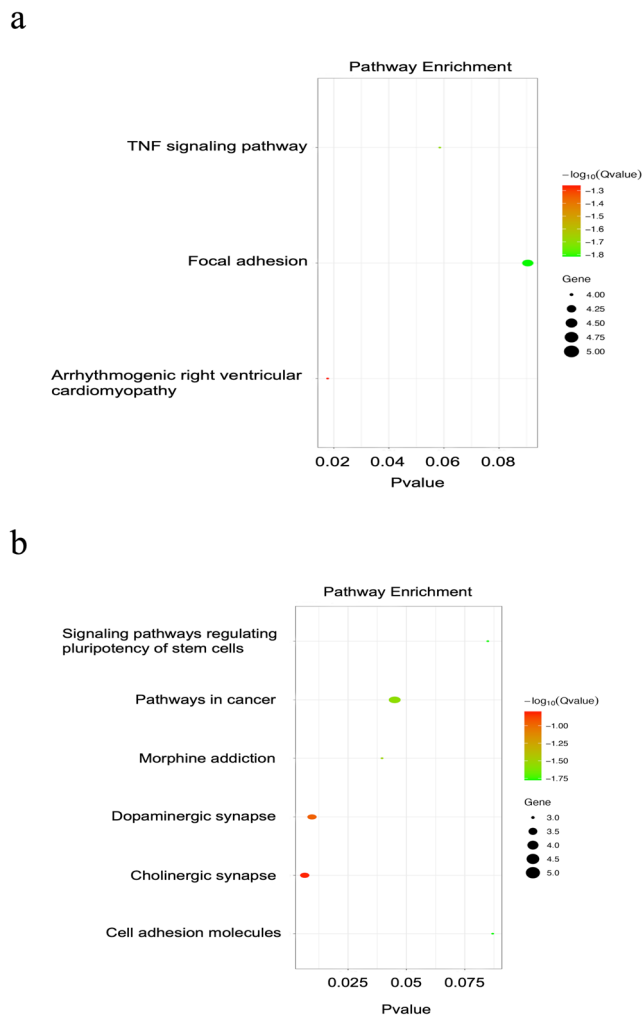 a
Pathway Enrichment
TNF signaling pathway
Focal adhesion
Arrhythmogenic right ventricular
cardiomyopathy
0.02 0.04 0.06 0.08
Pvalue
−log10(Qvalue)
−1.3
−1.4
−1.5
−1.6
−1.7
−1.8
Gene
4.00
4.25
4.50
4.75
5.00
b
Pathway Enrichment
Signaling pathways regulating
pluripotency of stem cells
Pathways in cancer
Morphine addiction
Dopaminergic synapse
Cholinergic synapse
Cell adhesion molecules
0.025 0.05 0.075
Pvalue
−log10(Qvalue)
−1.00
−1.25
−1.50
−1.75
Gene
3.0
3.5
4.0
4.5
5.0